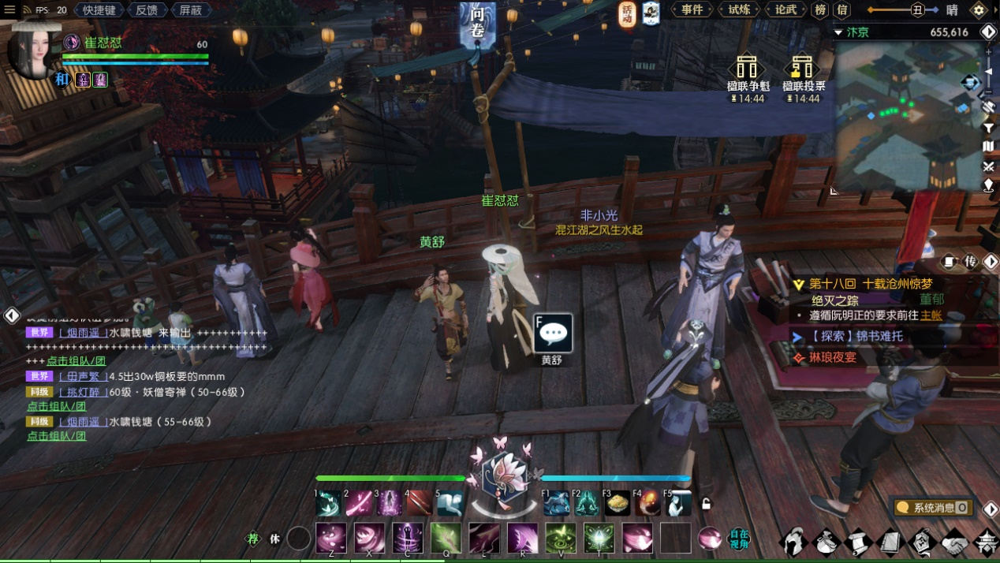 FPS: 20
快捷键
反馈
屏蔽
问卷
活动
事件
试炼
论武
榜
信
丑
晴
崔怼怼
60
和
汴京
655,616
楹联争魁
14:44
楹联投票
14:44
崔怼怼
黄舒
非小光
混江湖之风生水起
F
黄舒
传
第十八回 十载沧州惊梦
绝灭之踪
董郁
· 遵循阮明正的要求前往主帐
【探索】锦书难托
琳琅夜宴
世界 [烟雨遥]水啸钱塘 来输出 +++++++++++
+++++++++++++++++++++++++++++++++++++
+++点击组队/团
世界 [毌声繁]4.5出30w铜板要的mmm
同级 [挑灯醉]60级·妖僧寄禅（50-66级）
点击组队/团
同级 [烟雨遥]水啸钱塘（55-66级）
点击组队/团
1 2 3 4 5
F1 F2 F3 F4 F5
荐
休
Z X C Q E R V T
自在视角
系统消息 O